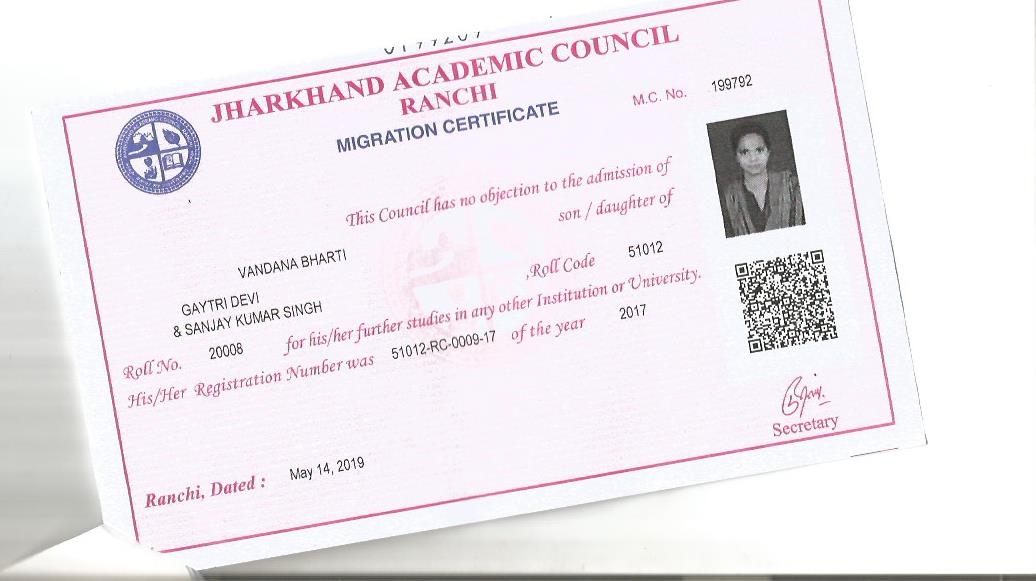 JHARKHAND ACADEMIC COUNCIL
RANCHI
MIGRATION CERTIFICATE
M.C. No. 199792
This Council has no objection to the admission of
VANDANA BHARTI son / daughter of
GAYTRI DEVI
& SANJAY KUMAR SINGH ,Roll Code 51012
Roll No. 20008 for his/her further studies in any other Institution or University.
His/Her Registration Number was 51012-RC-0009-17 of the year 2017
Secretary
Ranchi, Dated : May 14, 2019